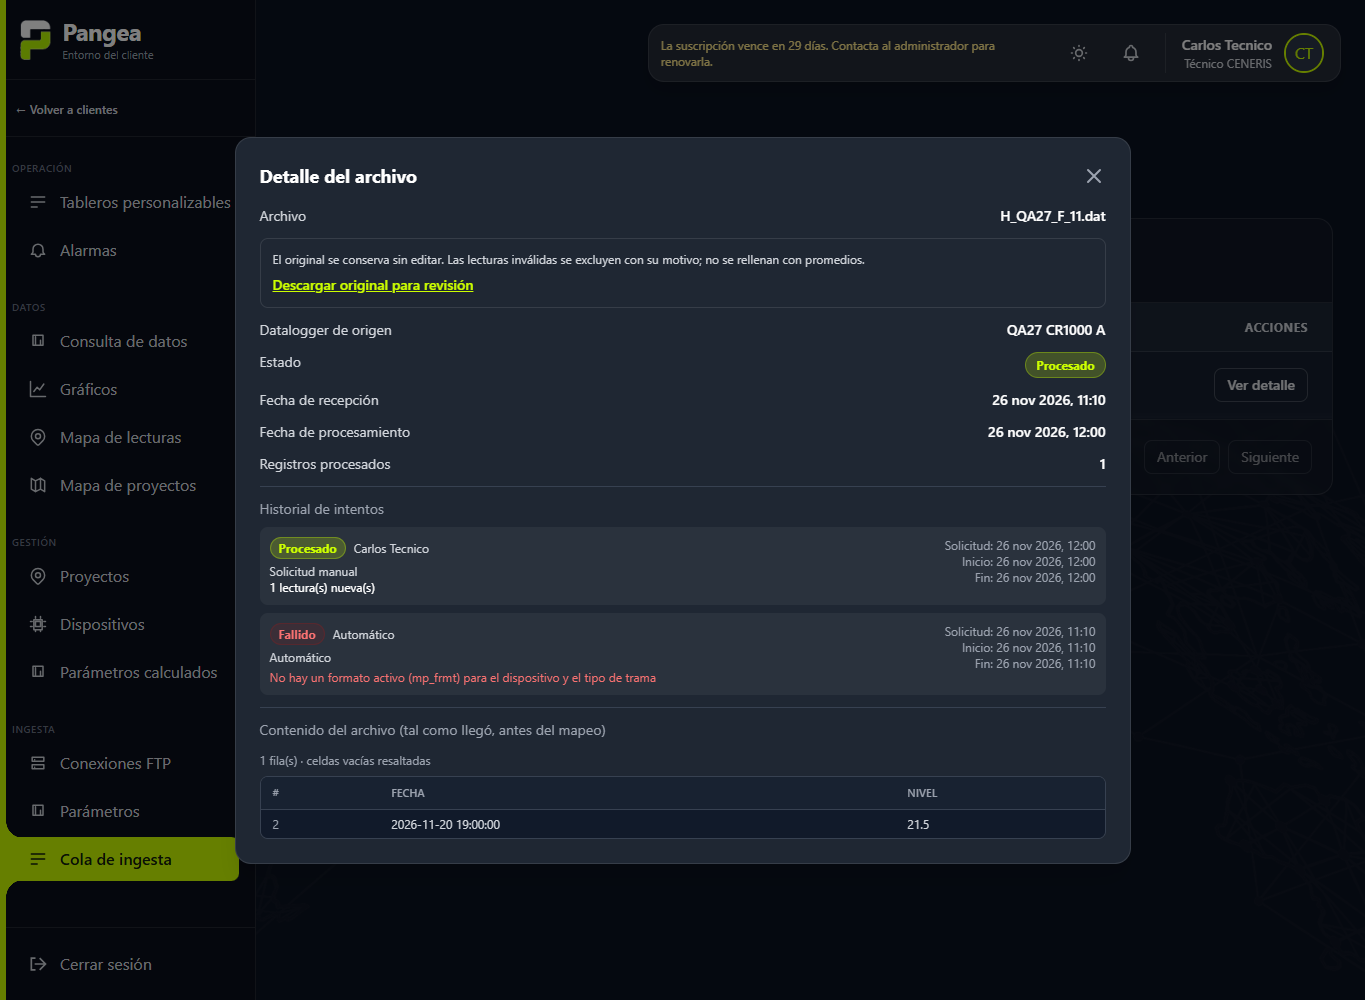 Pangea
Entorno del cliente
← Volver a clientes
OPERACIÓN
Tableros personalizables
Alarmas
DATOS
Consulta de datos
Gráficos
Mapa de lecturas
Mapa de proyectos
GESTIÓN
Proyectos
Dispositivos
Parámetros calculados
INGESTA
Conexiones FTP
Parámetros
Cola de ingesta
Cerrar sesión
La suscripción vence en 29 días. Contacta al administrador para
renovarla.
Carlos Tecnico
Técnico CENERIS
CT
Detalle del archivo
Archivo H_QA27_F_11.dat
El original se conserva sin editar. Las lecturas inválidas se excluyen con su motivo; no se rellenan con promedios.
Descargar original para revisión
Datalogger de origen QA27 CR1000 A
Estado Procesado
Fecha de recepción 26 nov 2026, 11:10
Fecha de procesamiento 26 nov 2026, 12:00
Registros procesados 1
Historial de intentos
Procesado Carlos Tecnico
Solicitud manual
1 lectura(s) nueva(s)
Solicitud: 26 nov 2026, 12:00
Inicio: 26 nov 2026, 12:00
Fin: 26 nov 2026, 12:00
Fallido Automático
Automático
No hay un formato activo (mp_frmt) para el dispositivo y el tipo de trama
Solicitud: 26 nov 2026, 11:10
Inicio: 26 nov 2026, 11:10
Fin: 26 nov 2026, 11:10
Contenido del archivo (tal como llegó, antes del mapeo)
1 fila(s) · celdas vacías resaltadas
# FECHA NIVEL
2 2026-11-20 19:00:00 21.5
ACCIONES
Ver detalle
Anterior Siguiente